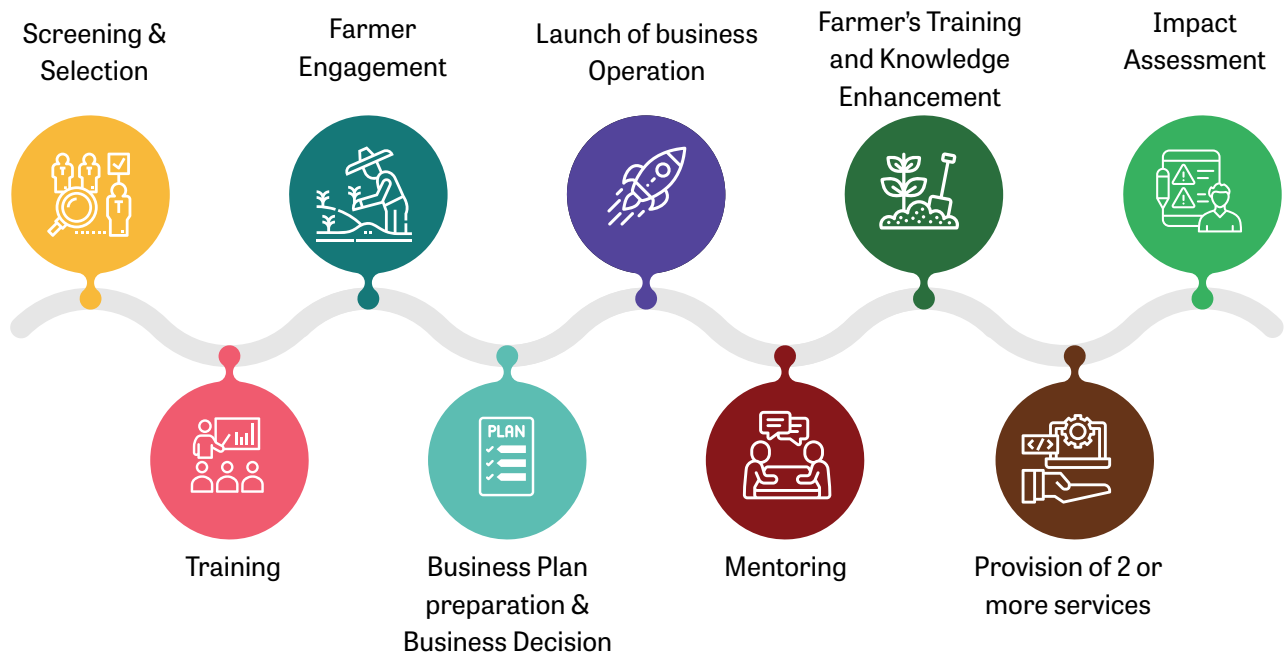 Screening &
Selection
Farmer
Engagement
Launch of business
Operation
Farmer's Training
and Knowledge
Enhancement
Impact
Assessment
PLAN
</>
Training
Business Plan
preparation &
Business Decision
Mentoring
Provision of 2 or
more services